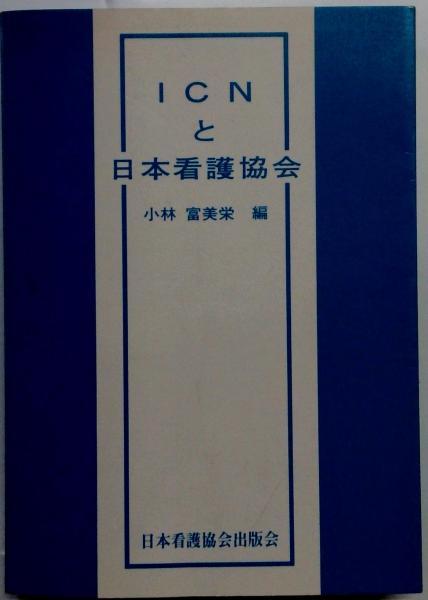 ICN
と
日本看護協会
小林 富美栄 編
日本看護協会出版会